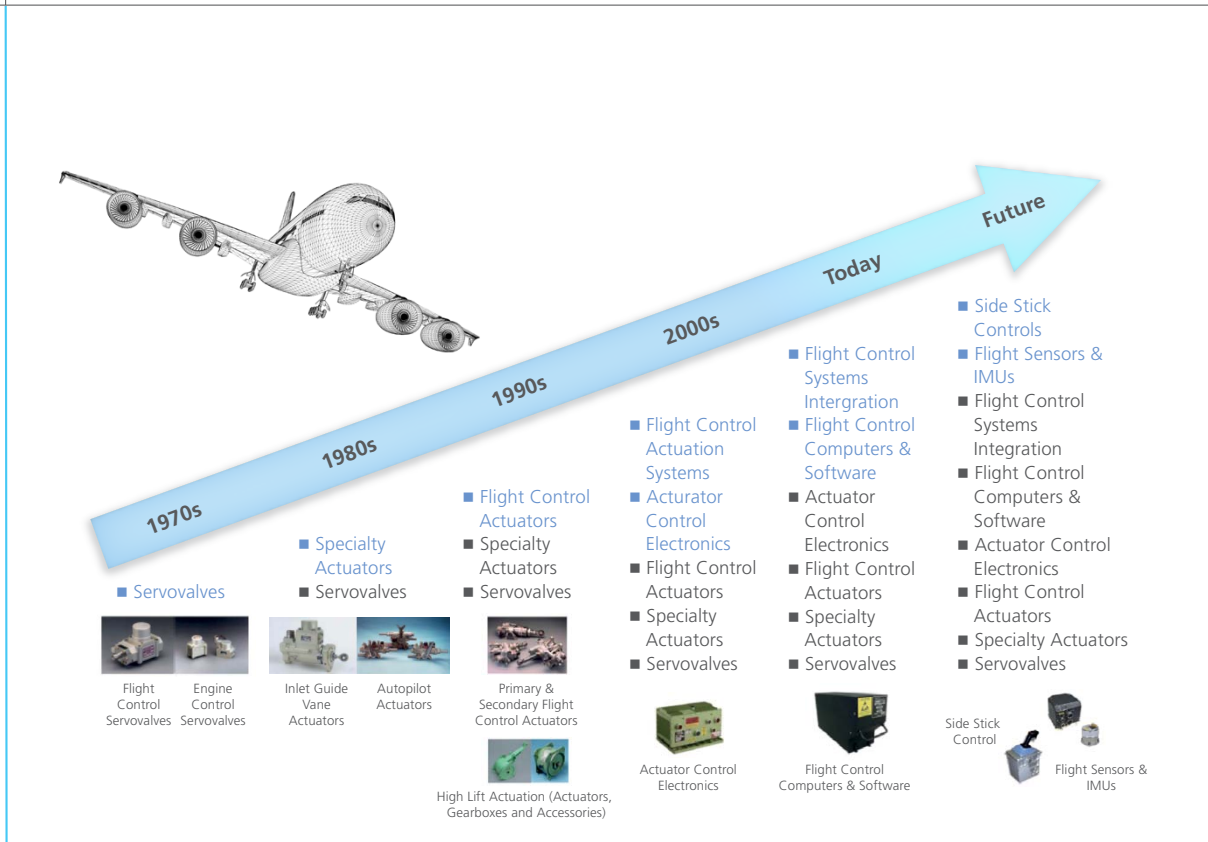 1970s
1980s
1990s
2000s
Today
Future
■ Servovalves
Flight
Control
Servovalves
Engine
Control
Servovalves
■ Specialty
Actuators
■ Servovalves
Inlet Guide
Vane
Actuators
Autopilot
Actuators
■ Flight Control
Actuators
■ Specialty
Actuators
■ Servovalves
Primary &
Secondary Flight
Control Actuators
High Lift Actuation (Actuators,
Gearboxes and Accessories)
■ Flight Control
Actuation
Systems
■ Acturator
Control
Electronics
■ Flight Control
Actuators
■ Specialty
Actuators
■ Servovalves
Actuator Control
Electronics
■ Flight Control
Systems
Intergration
■ Flight Control
Computers &
Software
■ Actuator
Control
Electronics
■ Flight Control
Actuators
■ Specialty
Actuators
■ Servovalves
Flight Control
Computers & Software
■ Side Stick
Controls
■ Flight Sensors &
IMUs
■ Flight Control
Systems
Integration
■ Flight Control
Computers &
Software
■ Actuator Control
Electronics
■ Flight Control
Actuators
■ Specialty Actuators
■ Servovalves
Side Stick
Control
Flight Sensors &
IMUs